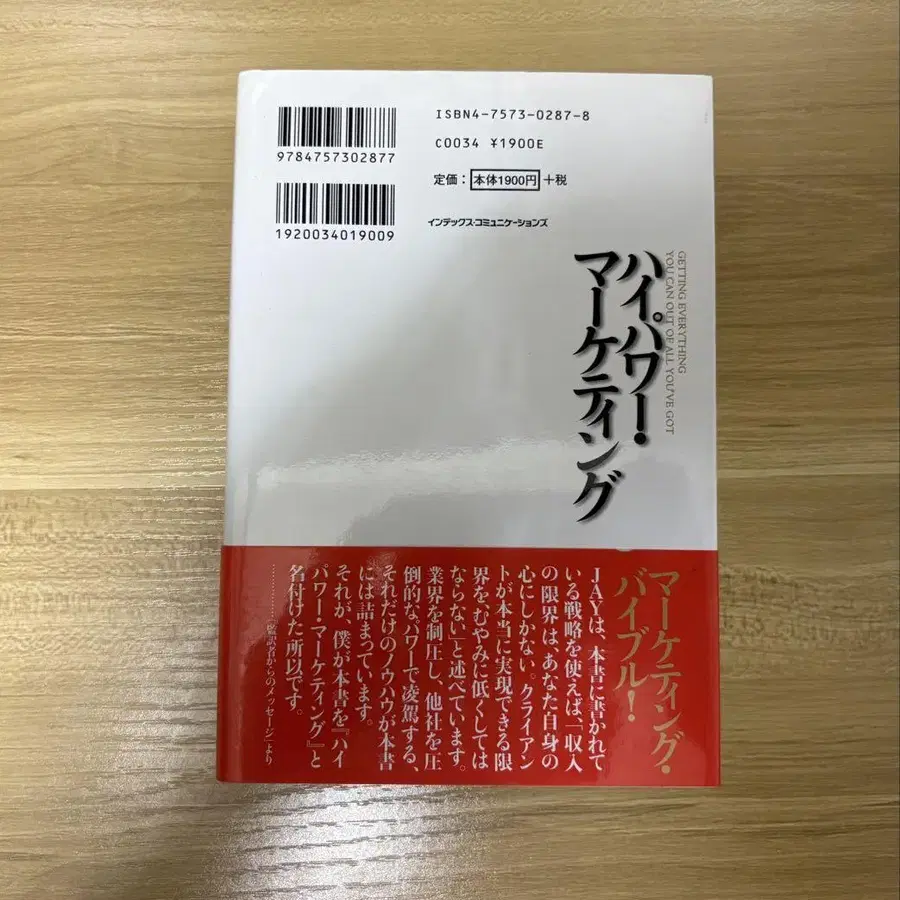 ISBN4-7573-0287-8
C0034 ¥1900E
定価：本体1900円+税
インデックス・コミュニケーションズ
9784757302877
1920034019009
GETTING EVERYTHING
YOU CAN OUT OF ALL YOU'VE GOT
ハイパワー・
マーケティング
マーケティング・
バイブル！
JAYは、本書に書かれて
いる戦略を使えば、「収入
の限界は、あなた自身の
心にしかない。クライアン
トが本当に実現できる限
界を、むやみに低くしては
ならない」と述べています。
業界を制圧し、他社を圧
倒的なパワーで凌駕する、
それだけのノウハウが本書
には詰まっています。
それが、僕が本書を『ハイ
パワー・マーケティング』と
名付けた所以です。
………「監訳者からのメッセージ」より